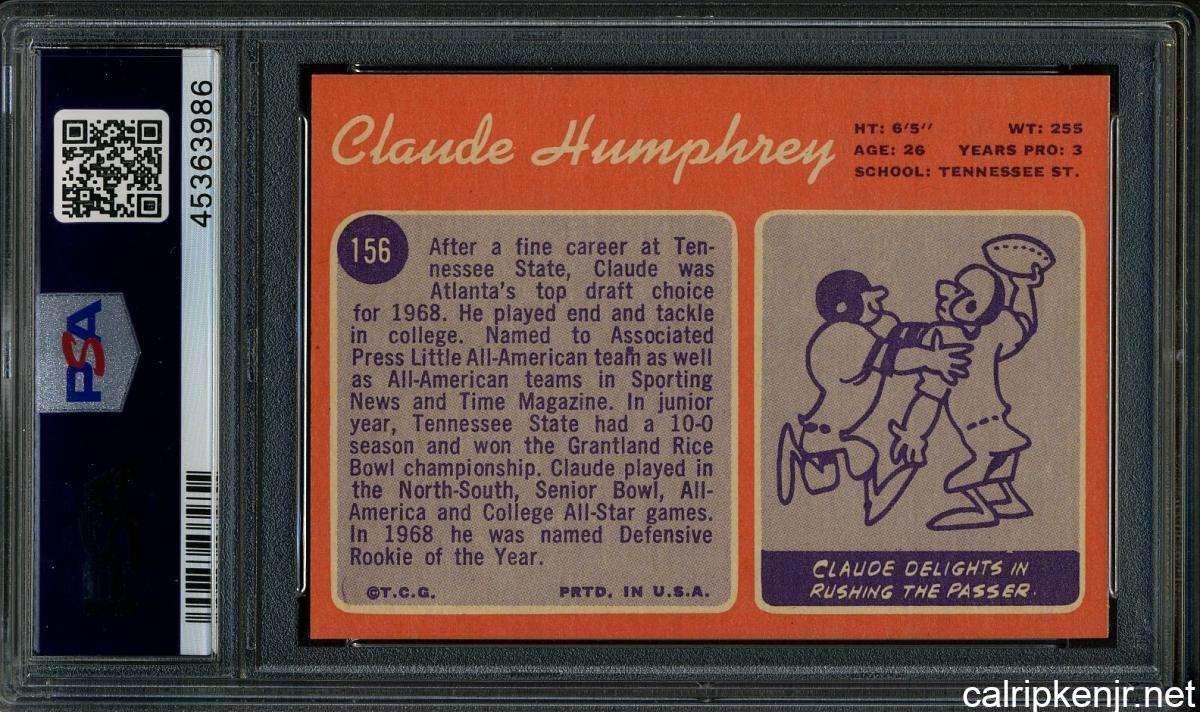 45363986
PSA
Claude Humphrey
HT: 6'5" WT: 255
AGE: 26 YEARS PRO: 3
SCHOOL: TENNESSEE ST.
156
After a fine career at Ten-
nessee State, Claude was
Atlanta's top draft choice
for 1968. He played end and tackle
in college. Named to Associated
Press Little All-American team as well
as All-American teams in Sporting
News and Time Magazine. In junior
year, Tennessee State had a 10-0
season and won the Grantland Rice
Bowl championship. Claude played in
the North-South, Senior Bowl, All-
America and College All-Star games.
In 1968 he was named Defensive
Rookie of the Year.
©T.C.G. PRTD. IN U.S.A.
CLAUDE DELIGHTS IN
RUSHING THE PASSER.
calripkenjr.net